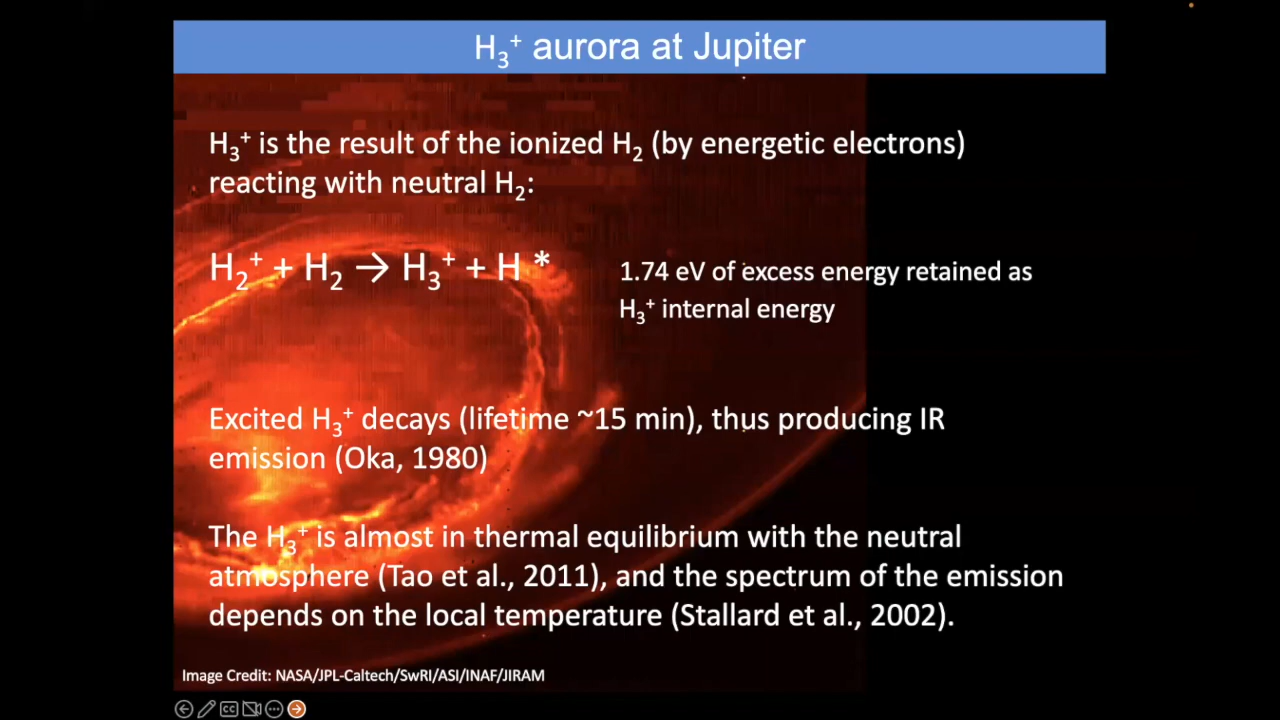 H₃⁺ aurora at Jupiter
H₃⁺ is the result of the ionized H₂ (by energetic electrons)
reacting with neutral H₂:
H₂⁺ + H₂ → H₃⁺ + H *
1.74 eV of excess energy retained as
H₃⁺ internal energy
Excited H₃⁺ decays (lifetime ~15 min), thus producing IR
emission (Oka, 1980)
The H₃⁺ is almost in thermal equilibrium with the neutral
atmosphere (Tao et al., 2011), and the spectrum of the emission
depends on the local temperature (Stallard et al., 2002).
Image Credit: NASA/JPL-Caltech/SwRI/ASI/INAF/JIRAM
CC